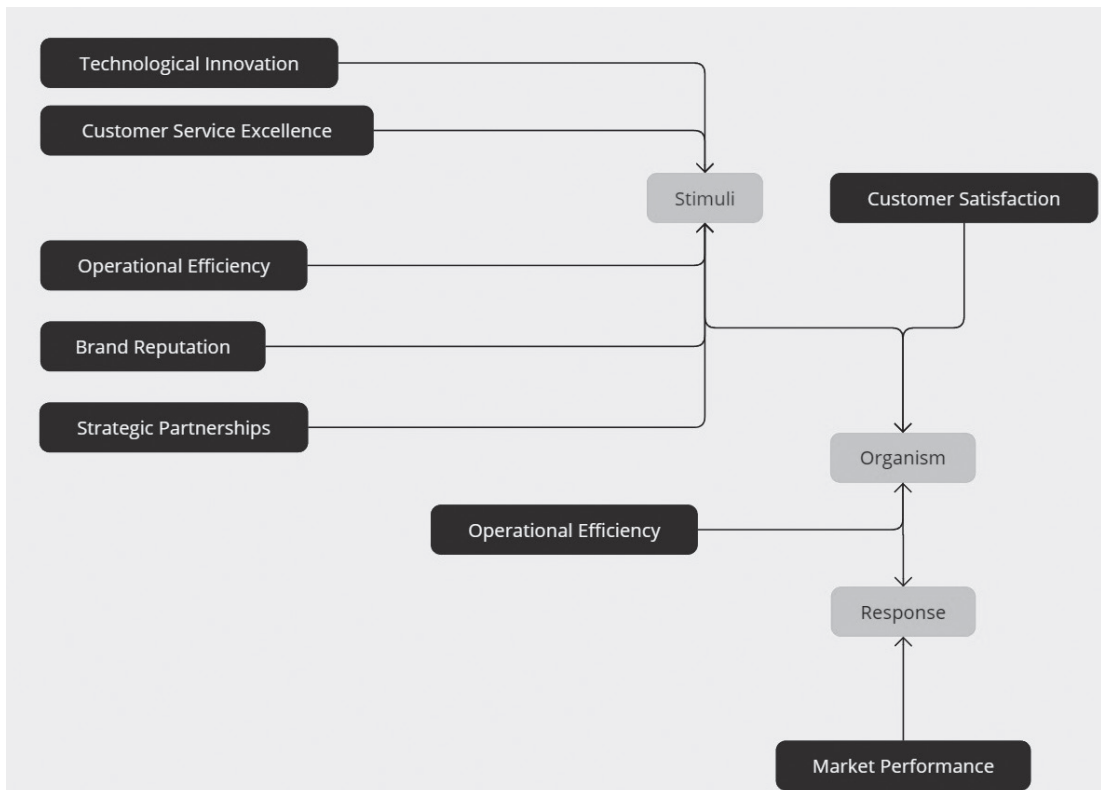 Technological Innovation
Customer Service Excellence
Stimuli
Customer Satisfaction
Operational Efficiency
Brand Reputation
Strategic Partnerships
Organism
Operational Efficiency
Response
Market Performance